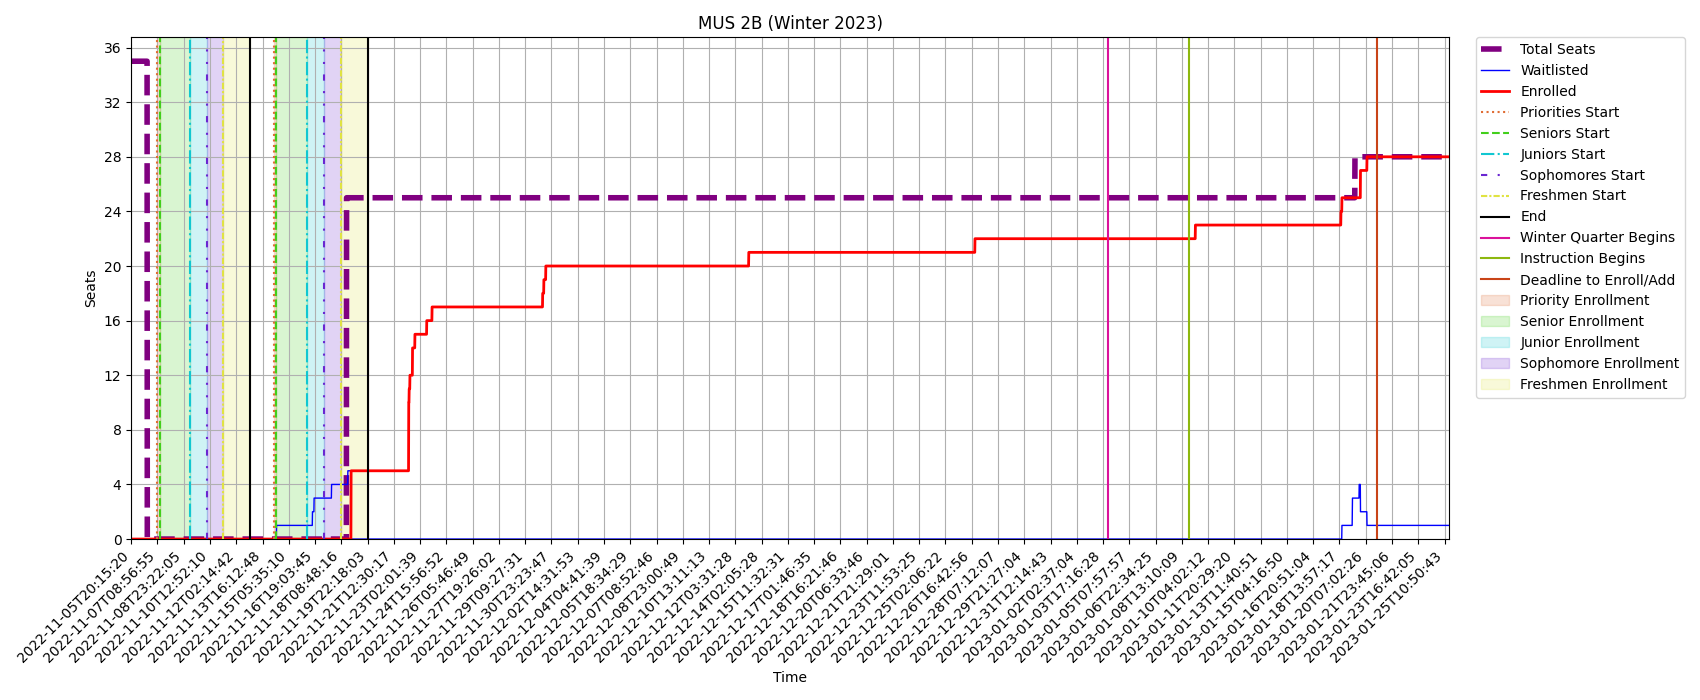 MUS 2B (Winter 2023)
Seats
36
32
28
24
20
16
12
8
4
0
2022-11-05T20:15:20
2022-11-07T08:56:55
2022-11-08T23:22:05
2022-11-10T12:52:10
2022-11-12T02:14:42
2022-11-13T16:12:48
2022-11-15T05:35:10
2022-11-16T19:03:45
2022-11-18T08:48:16
2022-11-19T22:18:03
2022-11-21T12:30:17
2022-11-23T02:01:39
2022-11-24T15:56:52
2022-11-26T05:46:49
2022-11-27T19:26:02
2022-11-29T09:27:31
2022-11-30T23:23:47
2022-12-02T14:31:53
2022-12-04T04:41:39
2022-12-05T18:34:29
2022-12-07T08:52:46
2022-12-08T23:00:49
2022-12-10T13:11:13
2022-12-12T03:31:28
2022-12-14T02:05:28
2022-12-15T11:32:31
2022-12-17T01:46:35
2022-12-18T16:21:46
2022-12-20T06:33:46
2022-12-21T21:29:01
2022-12-23T11:53:25
2022-12-25T02:06:22
2022-12-26T16:42:56
2022-12-28T07:12:07
2022-12-29T21:27:04
2022-12-31T12:14:43
2023-01-02T02:37:04
2023-01-03T17:16:28
2023-01-05T07:57:57
2023-01-06T22:34:25
2023-01-08T13:10:09
2023-01-10T04:02:12
2023-01-11T20:29:20
2023-01-13T11:40:51
2023-01-15T04:16:50
2023-01-16T20:51:04
2023-01-18T13:57:17
2023-01-20T07:02:26
2023-01-21T23:45:06
2023-01-23T16:42:05
2023-01-25T10:50:43
Time
Total Seats
Waitlisted
Enrolled
Priorities Start
Seniors Start
Juniors Start
Sophomores Start
Freshmen Start
End
Winter Quarter Begins
Instruction Begins
Deadline to Enroll/Add
Priority Enrollment
Senior Enrollment
Junior Enrollment
Sophomore Enrollment
Freshmen Enrollment